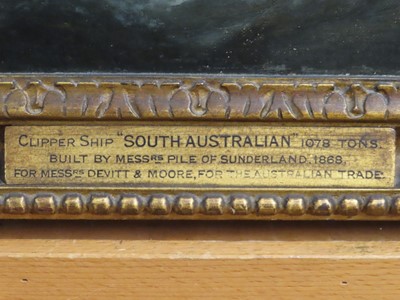 CLIPPER SHIP "SOUTH AUSTRALIAN" 1078 TONS.
BUILT BY MESSRS PILE OF SUNDERLAND, 1868,
FOR MESSRS DEVITT & MOORE, FOR THE AUSTRALIAN TRADE.